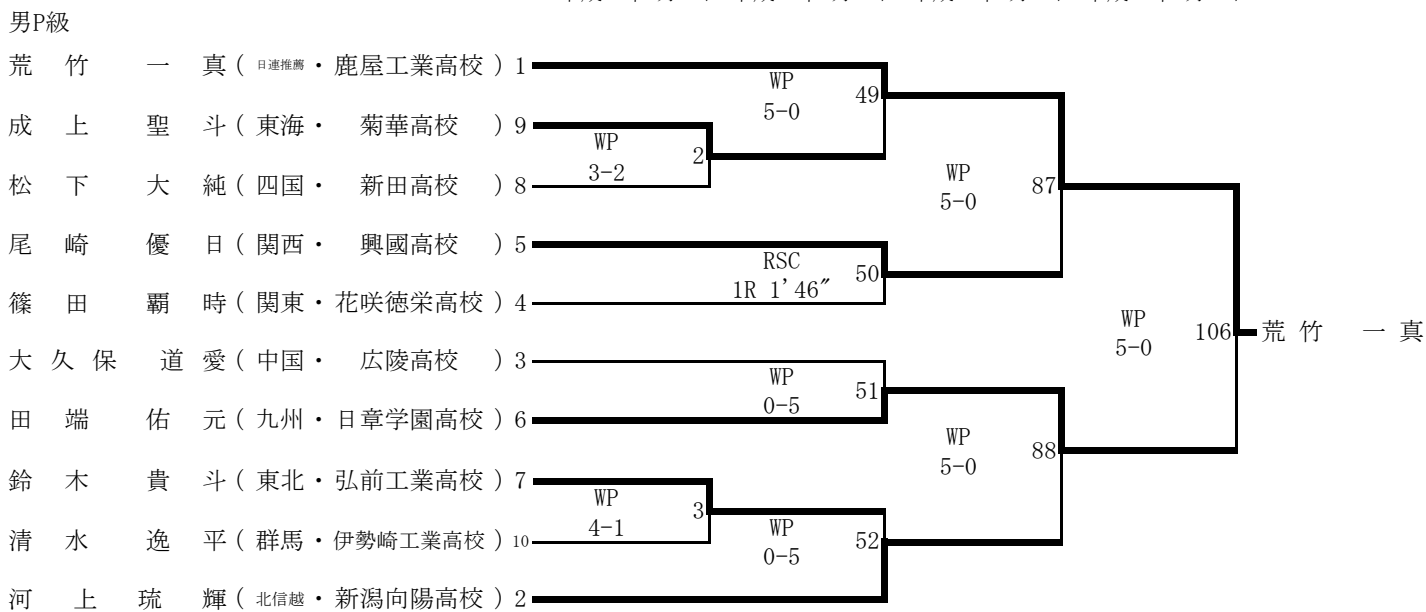 男P級
荒 竹 一 真 ( 日連推薦 ・ 鹿屋工業高校 ) 1
WP
5-0
49
成 上 聖 斗 ( 東海 ・ 菊華高校 ) 9
WP
3-2
2
松 下 大 純 ( 四国 ・ 新田高校 ) 8
WP
5-0
87
尾 崎 優 日 ( 関西 ・ 興國高校 ) 5
RSC
1R 1'46″
50
篠 田 覇 時 ( 関東 ・ 花咲徳栄高校 ) 4
WP
5-0
106
荒 竹 一 真
大 久 保 道 愛 ( 中国 ・ 広陵高校 ) 3
WP
0-5
51
田 端 佑 元 ( 九州 ・ 日章学園高校 ) 6
WP
5-0
88
鈴 木 貴 斗 ( 東北 ・ 弘前工業高校 ) 7
WP
4-1
3
清 水 逸 平 ( 群馬 ・ 伊勢崎工業高校 ) 10
WP
0-5
52
河 上 琉 輝 ( 北信越 ・ 新潟向陽高校 ) 2